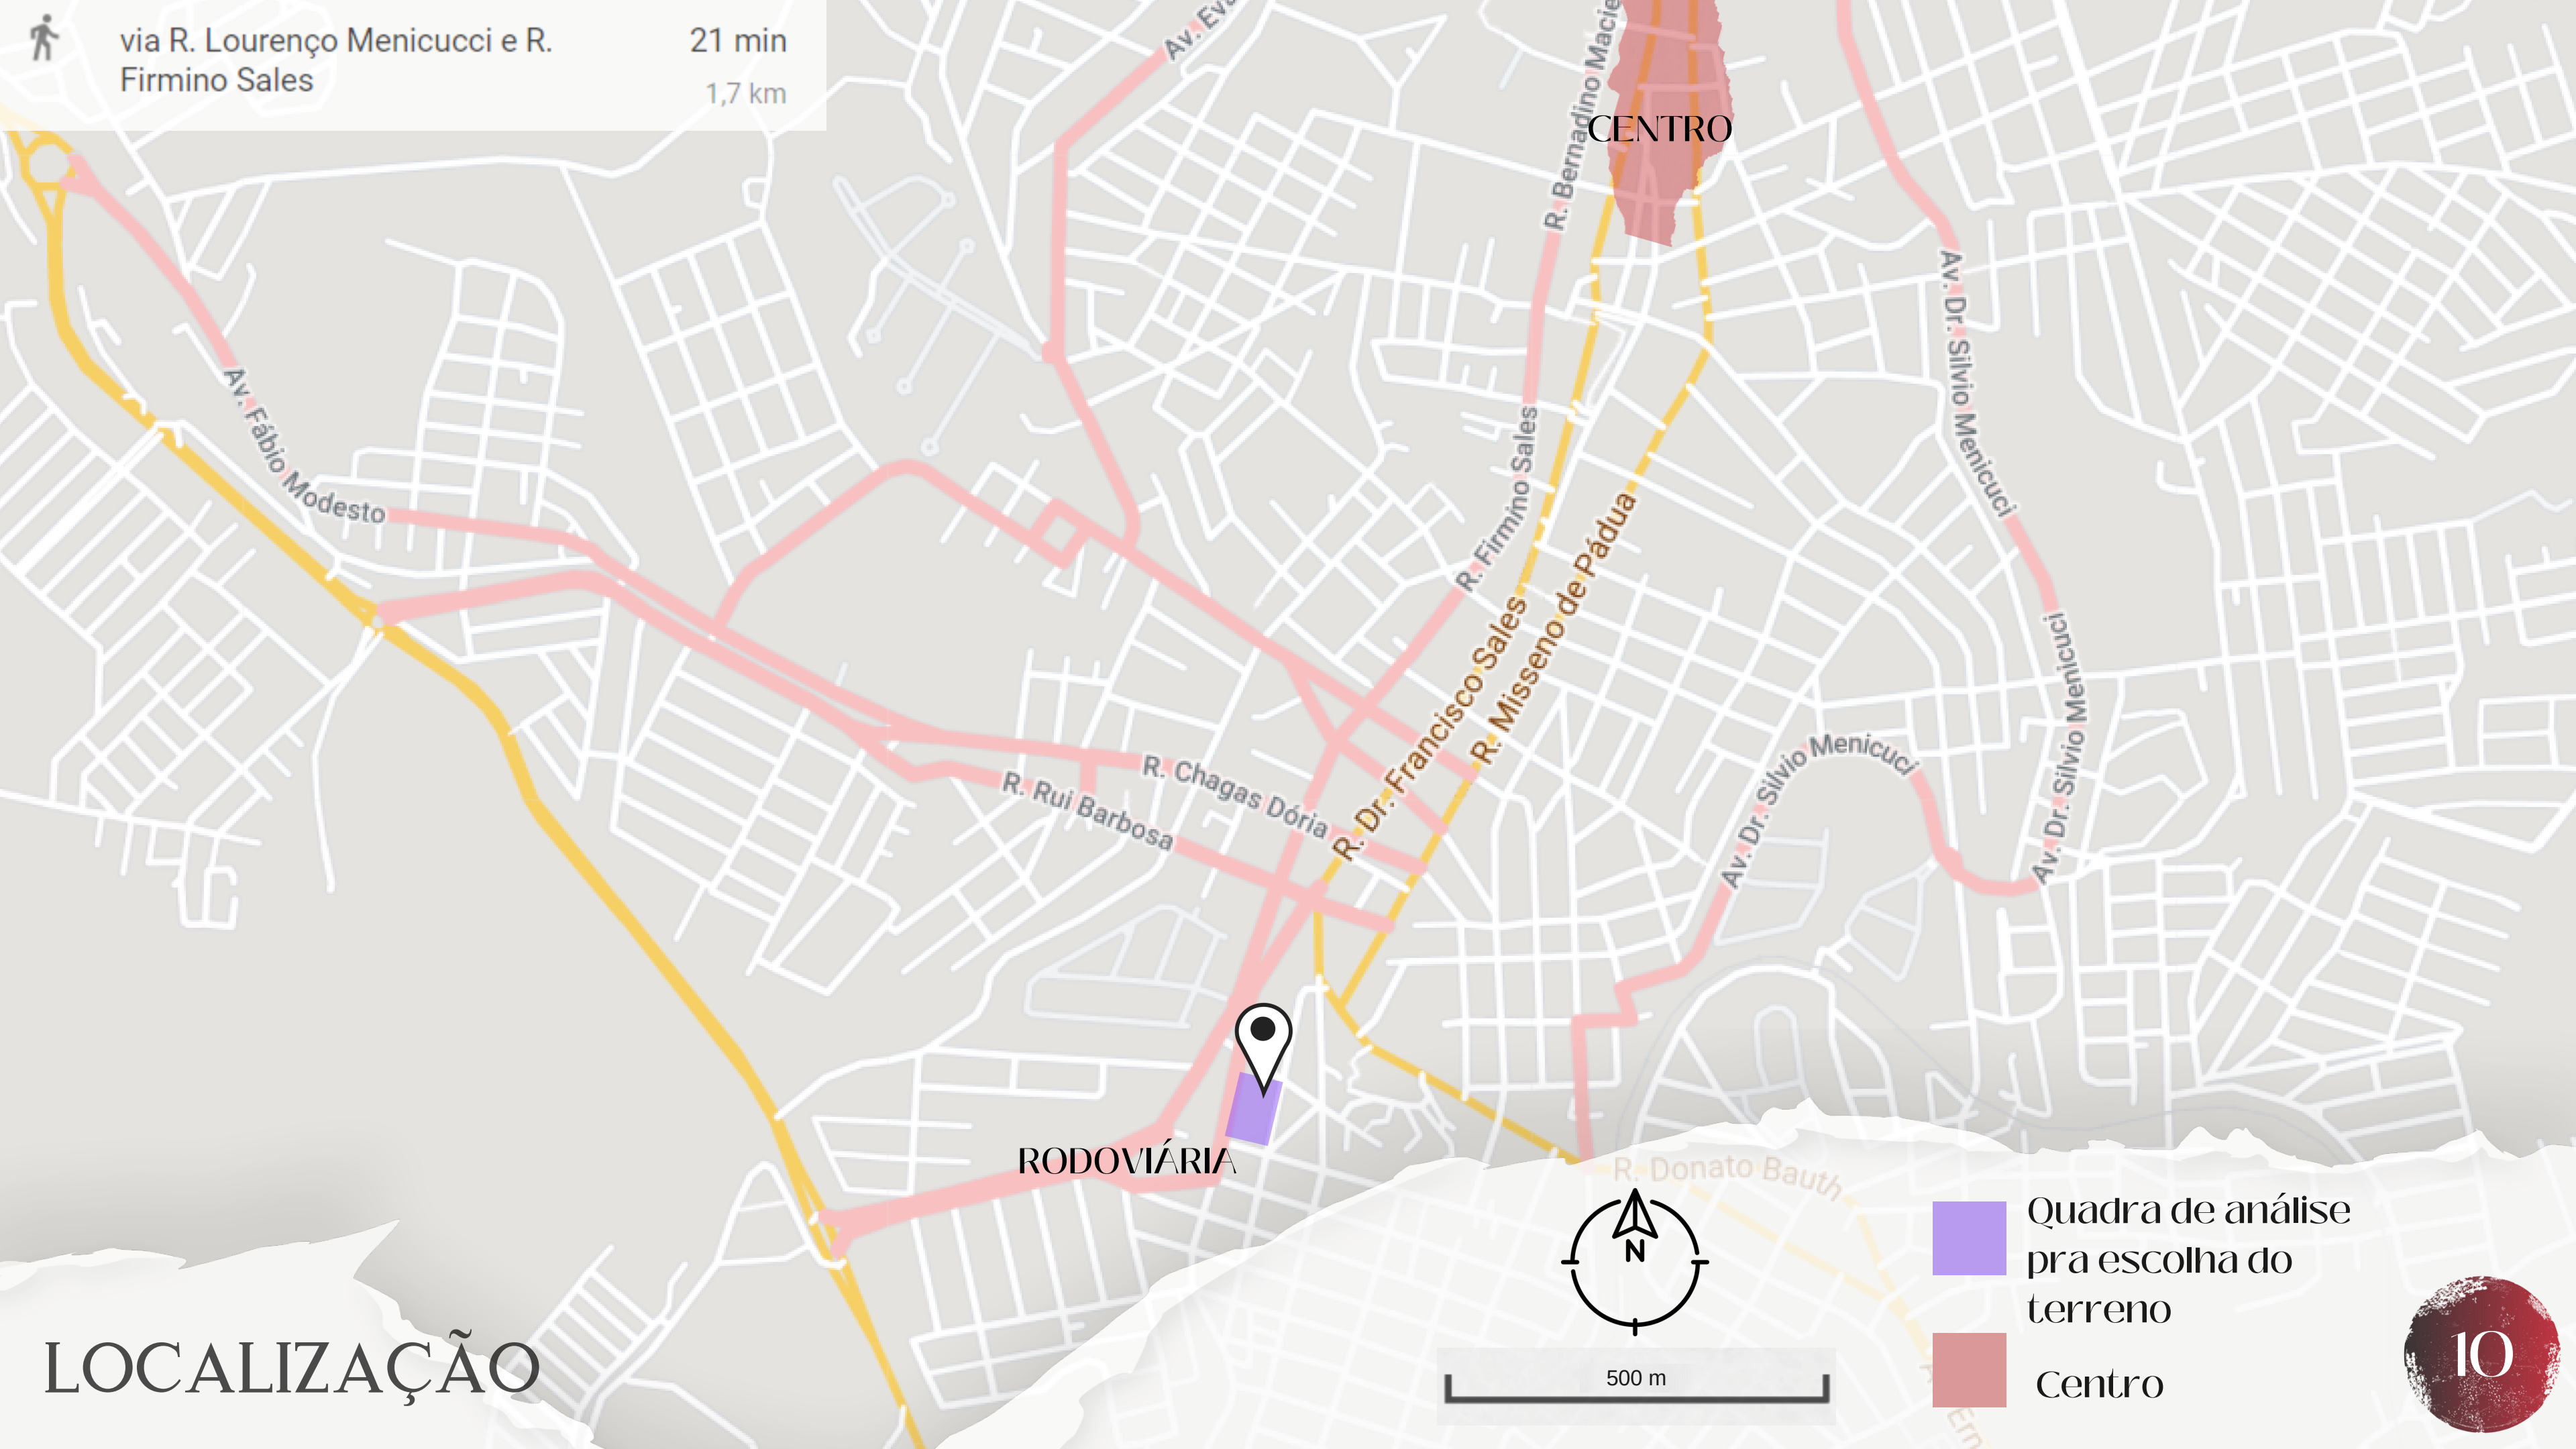 via R. Lourenço Menicucci e R.
Firmino Sales
21 min
1,7 km
R. Bernadino Macie
CENTRO
Av. Dr. Silvio Menicuci
Av. Fábio Modesto
R. Firmino Sales
R. Misseno de Pádua
R. Dr. Francisco Sales
Av. Dr. Silvio Menicuci
Av. Dr. Silvio Menicuci
R. Chagas Dória
R. Rui Barbosa
RODOVIÁRIA
R. Donato Bauth
N
500 m
Quadra de análise
pra escolha do
terreno
Centro
LOCALIZAÇÃO
10